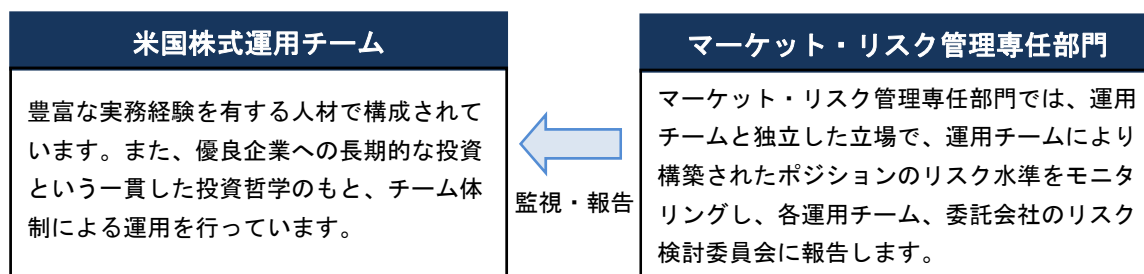 米国株式運用チーム
豊富な実務経験を有する人材で構成されて
います。また、優良企業への長期的な投資
という一貫した投資哲学のもと、チーム体
制による運用を行っています。
監視・報告
マーケット・リスク管理専任部門
マーケット・リスク管理専任部門では、運用
チームと独立した立場で、運用チームにより
構築されたポジションのリスク水準をモニタ
リングし、各運用チーム、委託会社のリスク
検討委員会に報告します。